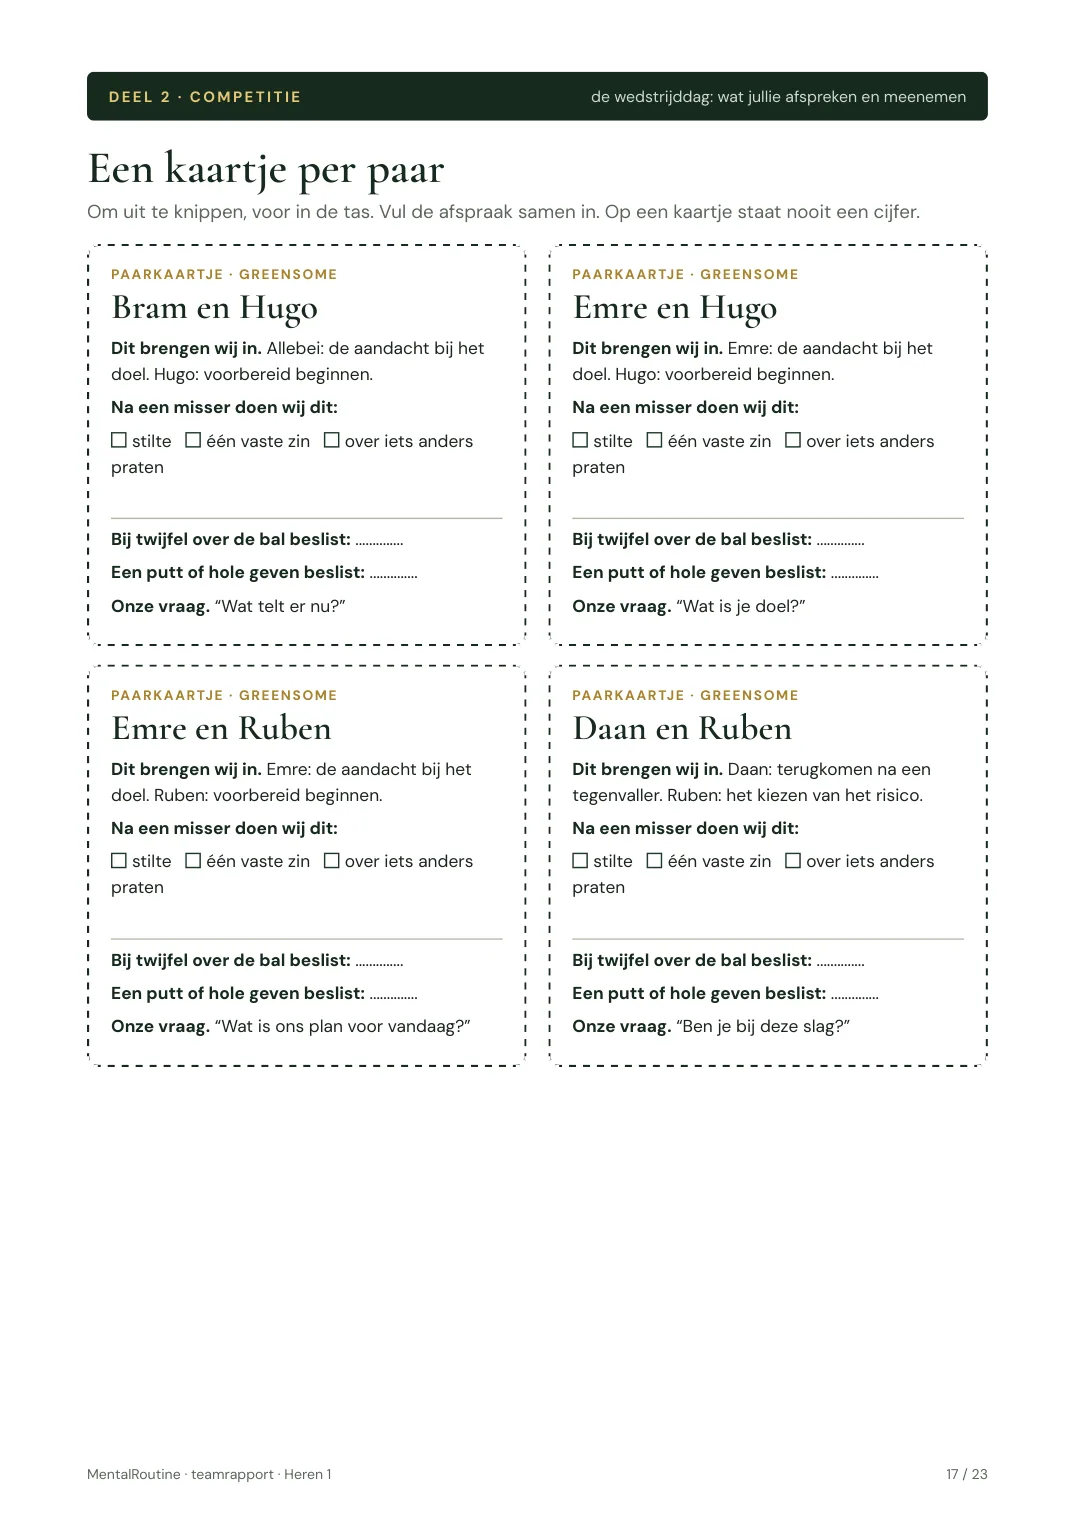 DEEL 2 · COMPETITIE
de wedstrijddag: wat jullie afspreken en meenemen
Een kaartje per paar
Om uit te knippen, voor in de tas. Vul de afspraak samen in. Op een kaartje staat nooit een cijfer.
PAARKAARTJE · GREENSOME
Bram en Hugo
Dit brengen wij in. Allebei: de aandacht bij het
doel. Hugo: voorbereid beginnen.
Na een misser doen wij dit:
☐ stilte ☐ één vaste zin ☐ over iets anders
praten
Bij twijfel over de bal beslist: ..............
Een putt of hole geven beslist: ..............
Onze vraag. “Wat telt er nu?”
PAARKAARTJE · GREENSOME
Emre en Hugo
Dit brengen wij in. Emre: de aandacht bij het
doel. Hugo: voorbereid beginnen.
Na een misser doen wij dit:
☐ stilte ☐ één vaste zin ☐ over iets anders
praten
Bij twijfel over de bal beslist: ..............
Een putt of hole geven beslist: ..............
Onze vraag. “Wat is je doel?”
PAARKAARTJE · GREENSOME
Emre en Ruben
Dit brengen wij in. Emre: de aandacht bij het
doel. Ruben: voorbereid beginnen.
Na een misser doen wij dit:
☐ stilte ☐ één vaste zin ☐ over iets anders
praten
Bij twijfel over de bal beslist: ..............
Een putt of hole geven beslist: ..............
Onze vraag. “Wat is ons plan voor vandaag?”
PAARKAARTJE · GREENSOME
Daan en Ruben
Dit brengen wij in. Daan: terugkomen na een
tegenvaller. Ruben: het kiezen van het risico.
Na een misser doen wij dit:
☐ stilte ☐ één vaste zin ☐ over iets anders
praten
Bij twijfel over de bal beslist: ..............
Een putt of hole geven beslist: ..............
Onze vraag. “Ben je bij deze slag?”
MentalRoutine · teamrapport · Heren 1
17 / 23